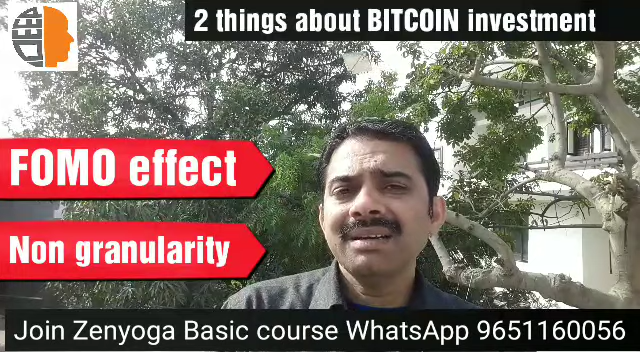 2 things about BITCOIN investment
FOMO effect
Non granularity
Join Zenyoga Basic course WhatsApp 9651160056